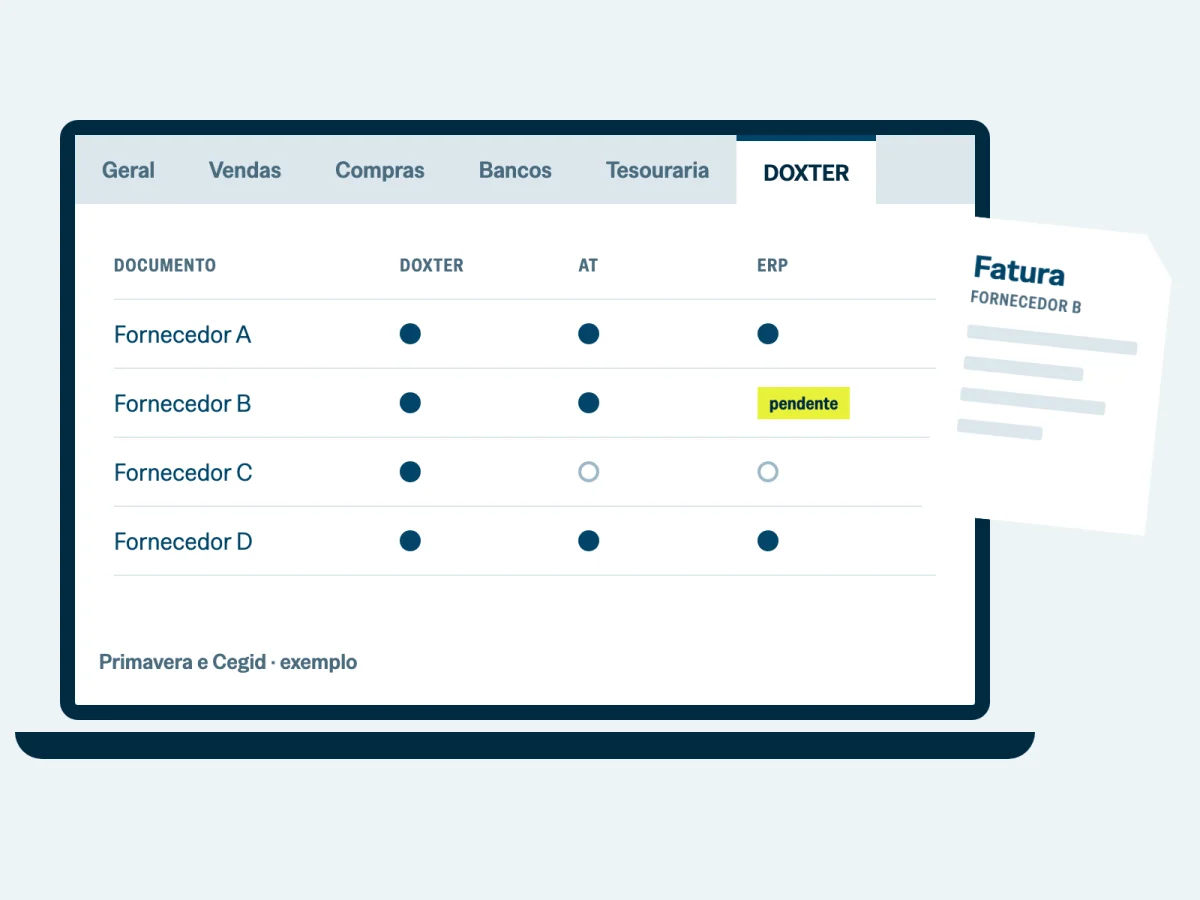 Geral Vendas Compras Bancos Tesouraria DOXTER
DOCUMENTO DOXTER AT ERP
Fornecedor A
Fornecedor B pendente
Fornecedor C
Fornecedor D
Primavera e Cegid · exemplo
Fatura
FORNECEDOR B